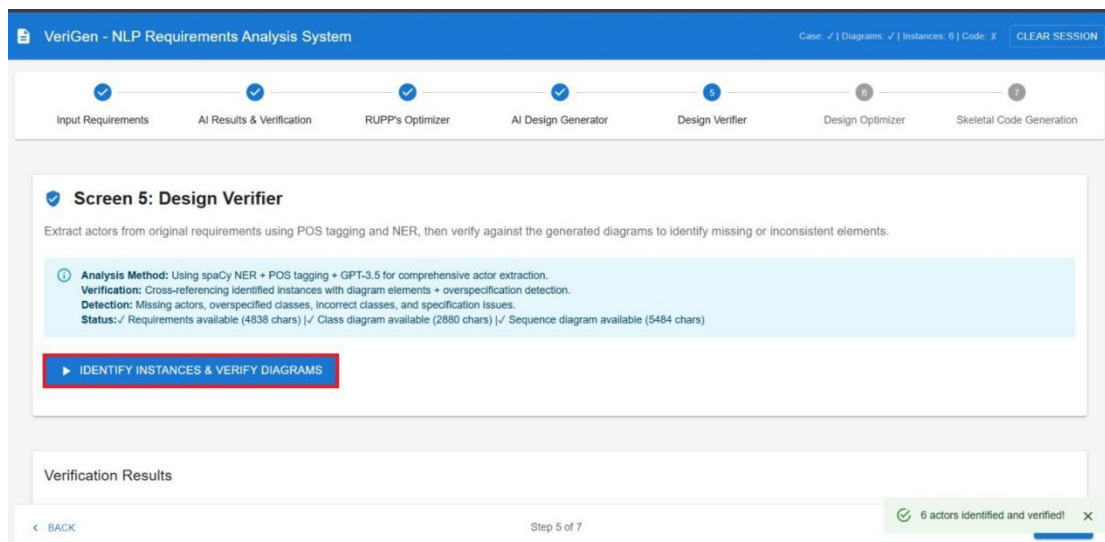 VeriGen - NLP Requirements Analysis System
Case: ✓ | Diagrams: ✓ | Instances: 6 | Code: ✗
CLEAR SESSION
5
6
7
Input Requirements
AI Results & Verification
RUPP's Optimizer
AI Design Generator
Design Verifier
Design Optimizer
Skeletal Code Generation
Screen 5: Design Verifier
Extract actors from original requirements using POS tagging and NER, then verify against the generated diagrams to identify missing or inconsistent elements.
Analysis Method: Using spaCy NER + POS tagging + GPT-3.5 for comprehensive actor extraction.
Verification: Cross-referencing identified instances with diagram elements + overspecification detection.
Detection: Missing actors, overspecified classes, incorrect classes, and specification issues.
Status:✓ Requirements available (4838 chars) |✓ Class diagram available (2880 chars) |✓ Sequence diagram available (5484 chars)
IDENTIFY INSTANCES & VERIFY DIAGRAMS
Verification Results
BACK
Step 5 of 7
6 actors identified and verified!